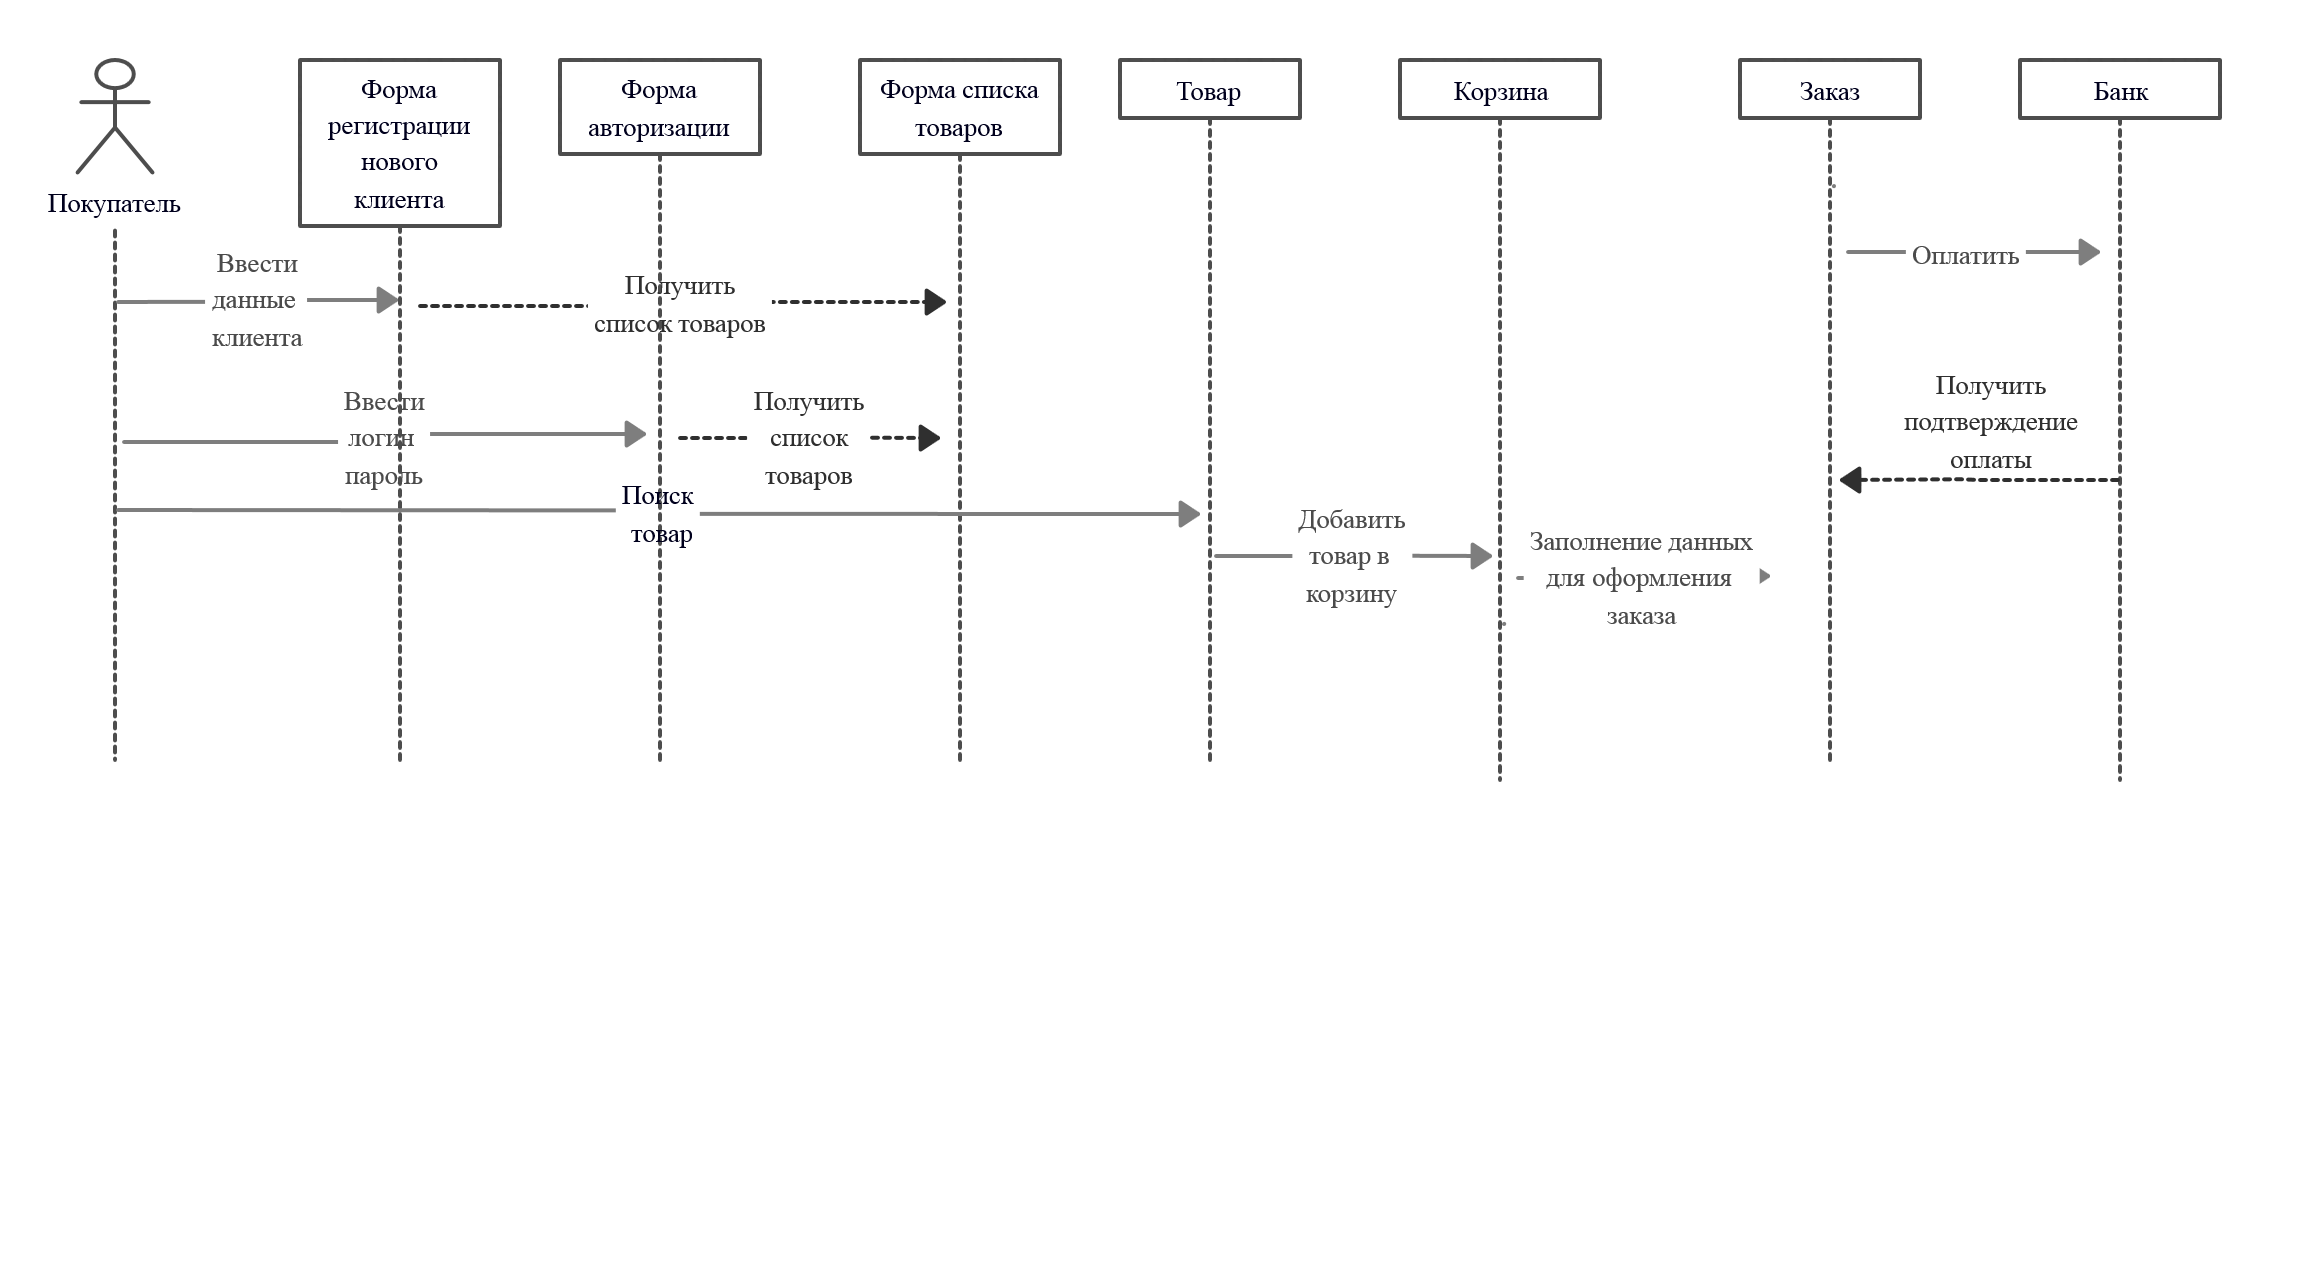 Покупатель
Форма
регистрации
нового
клиента
Форма
авторизации
Форма списка
товаров
Товар
Корзина
Заказ
Банк
Ввести
данные
клиента
Получить
список товаров
Оплатить
Ввести
логин
пароль
Получить
список
товаров
Получить
подтверждение
оплаты
Поиск
товар
Добавить
товар в
корзину
Заполнение данных
для оформления
заказа